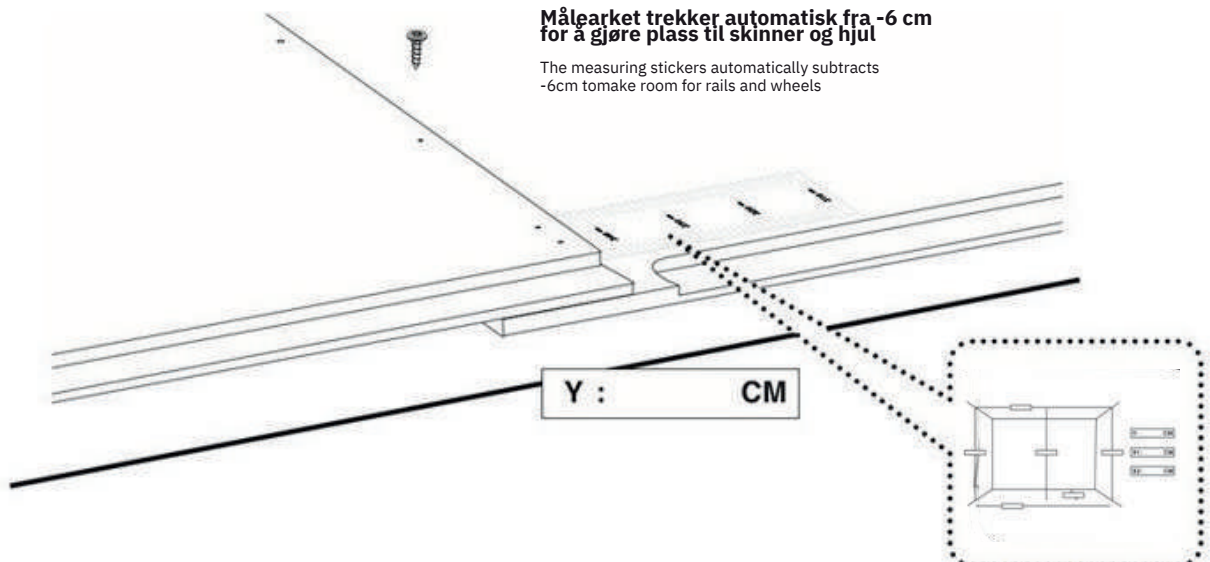 Målearket trekker automatisk fra -6 cm
for å gjøre plass til skinner og hjul
The measuring stickers automatically subtracts
-6cm tomake room for rails and wheels
Y : CM